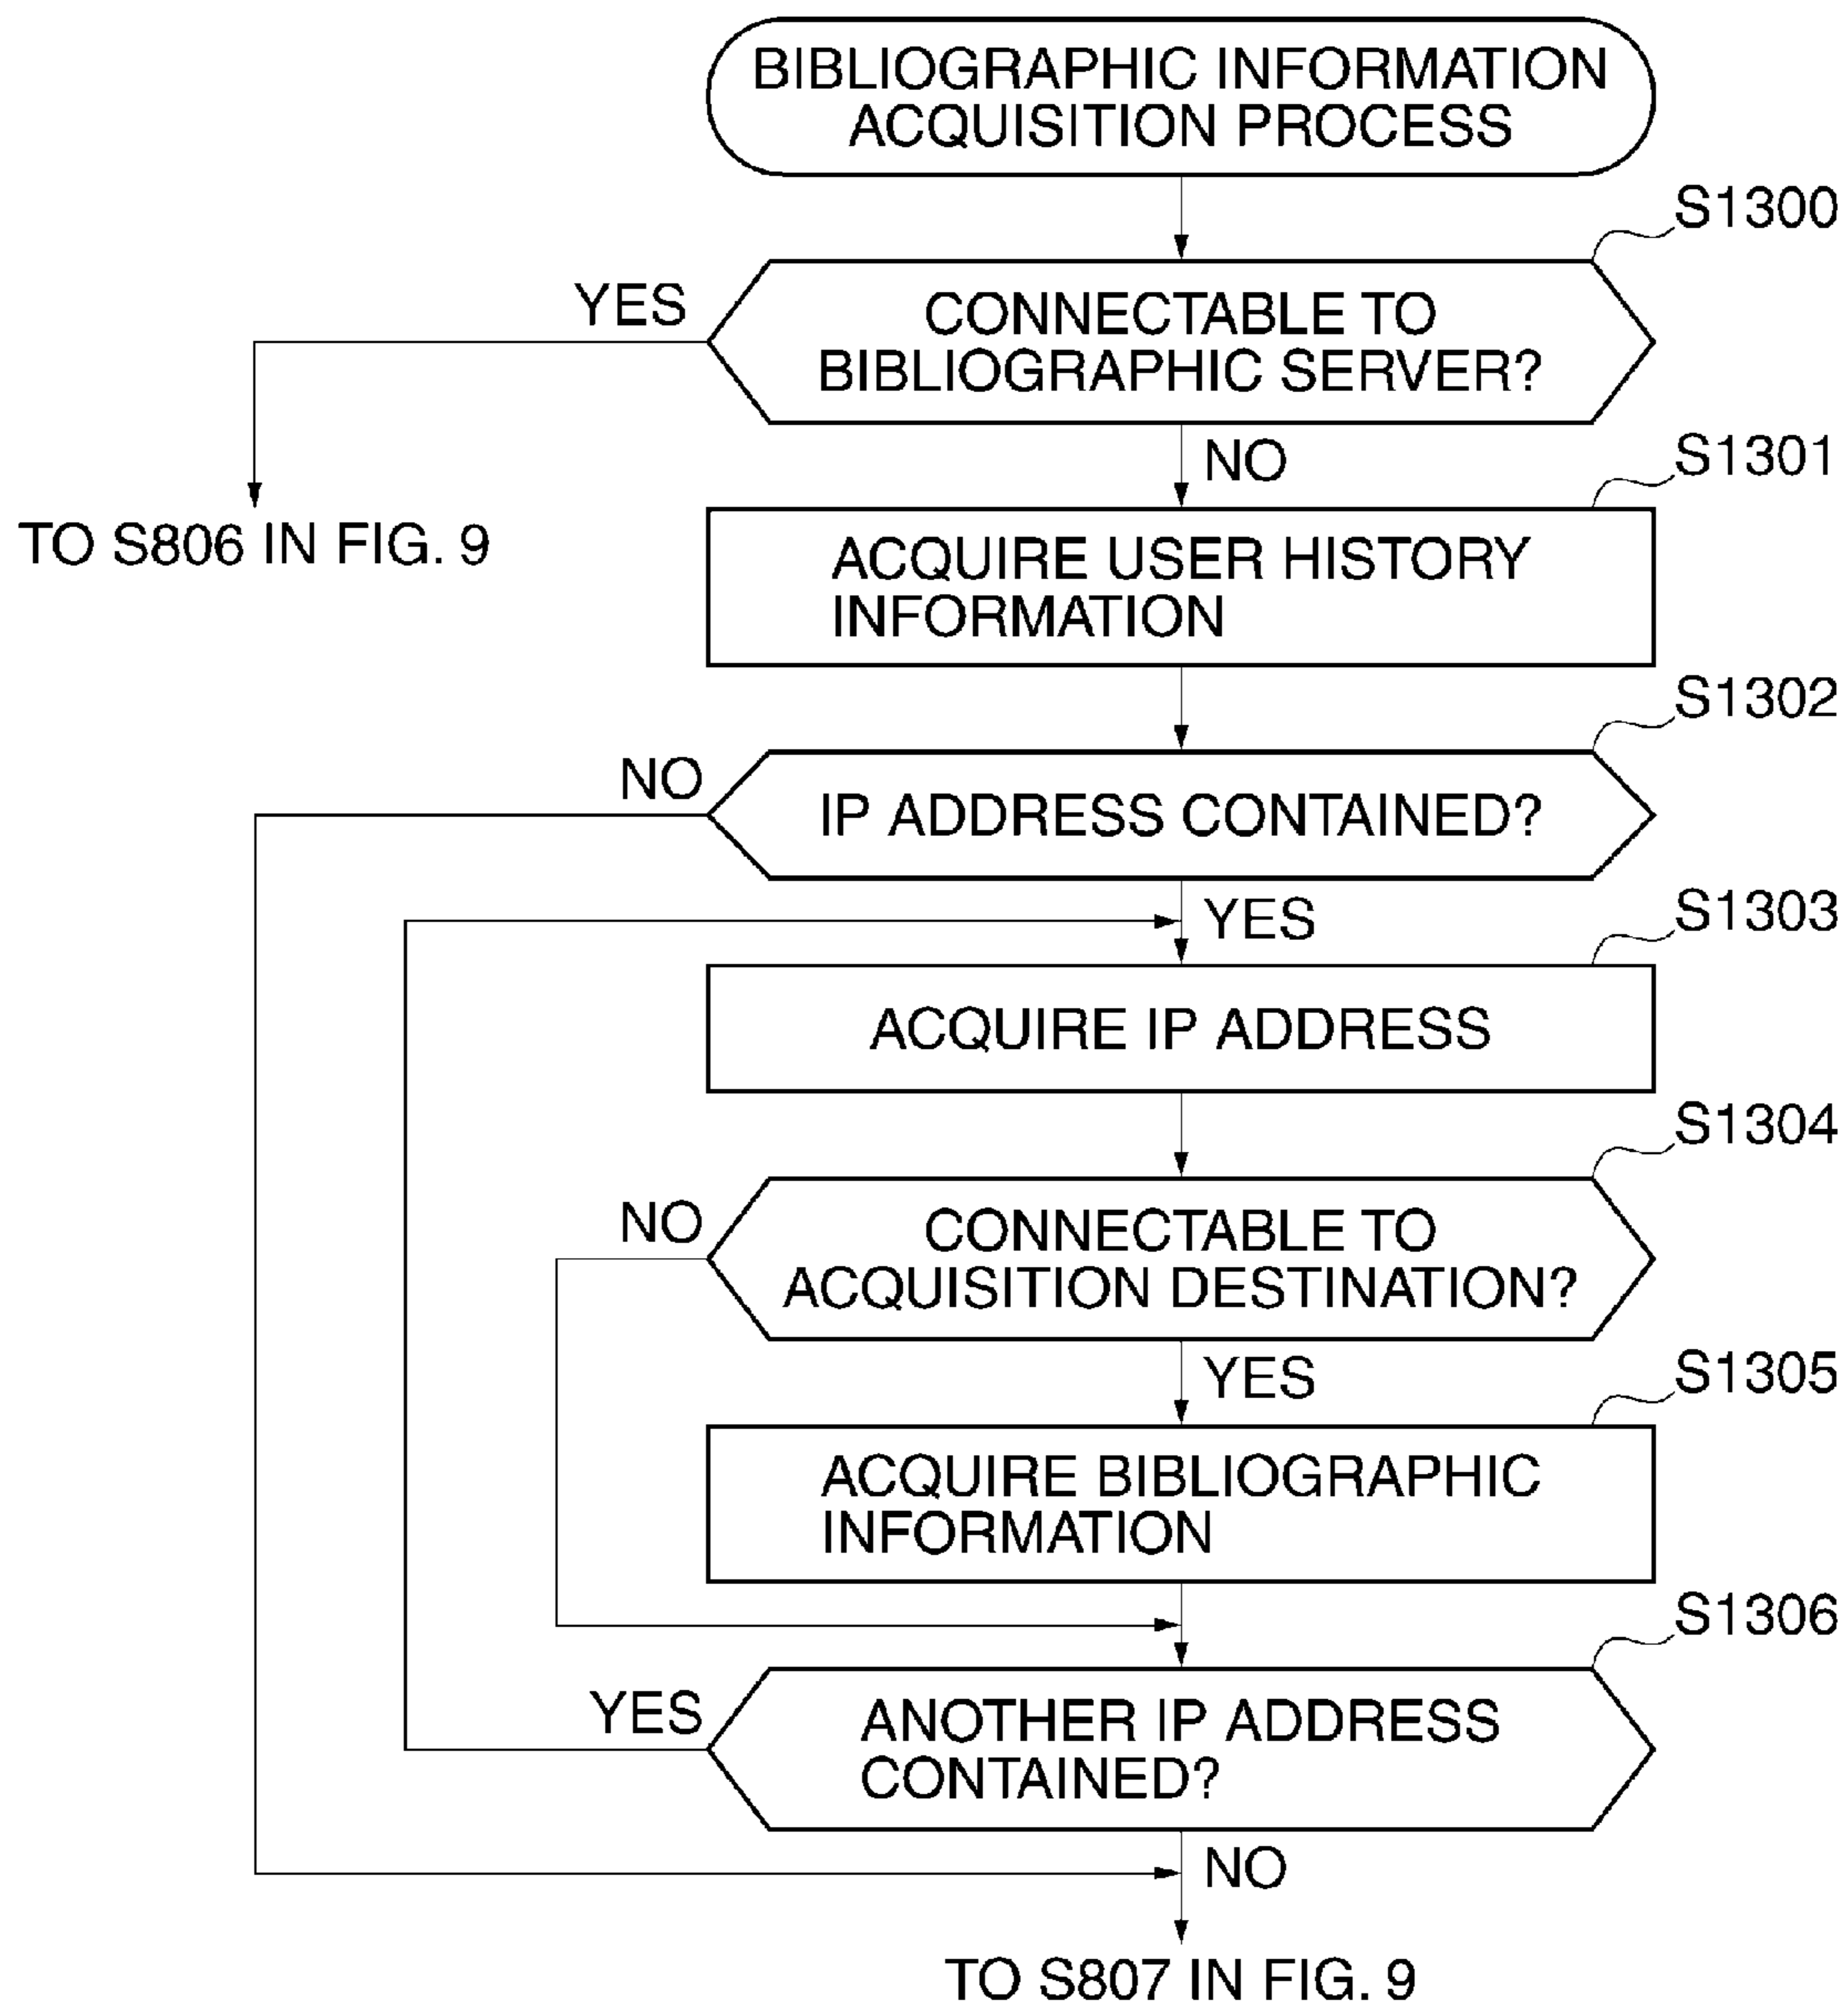 BIBLIOGRAPHIC INFORMATION
ACQUISITION PROCESS
S1300
YES
CONNECTABLE TO
BIBLIOGRAPHIC SERVER?
NO
S1301
TO S806 IN FIG. 9
ACQUIRE USER HISTORY
INFORMATION
S1302
NO
IP ADDRESS CONTAINED?
YES
S1303
ACQUIRE IP ADDRESS
S1304
NO
CONNECTABLE TO
ACQUISITION DESTINATION?
YES
S1305
ACQUIRE BIBLIOGRAPHIC
INFORMATION
S1306
YES
ANOTHER IP ADDRESS
CONTAINED?
NO
TO S807 IN FIG. 9